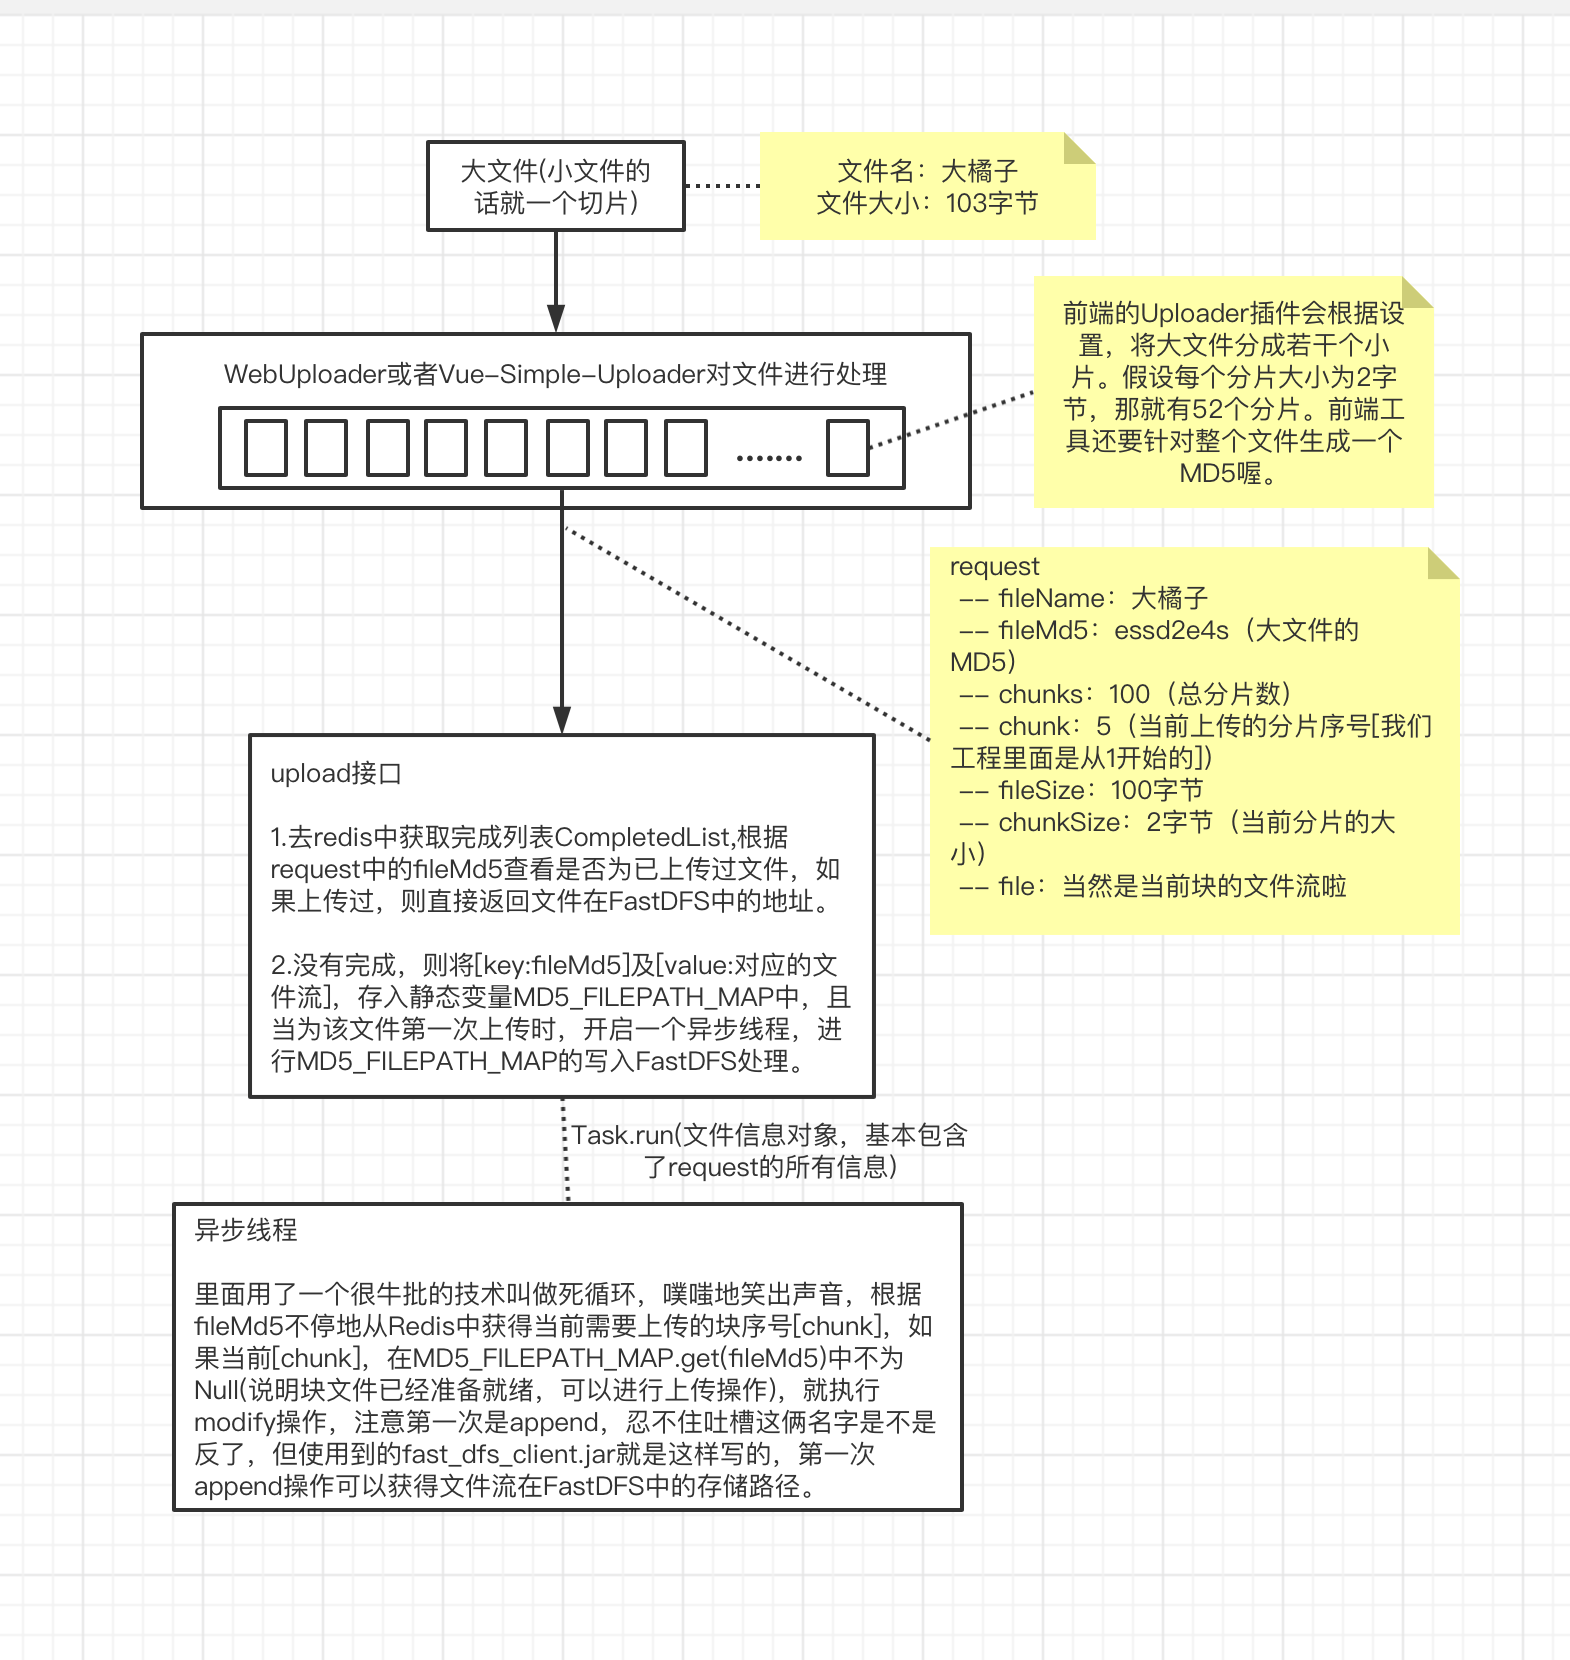 大文件(小文件的
话就一个切片)
文件名：大橘子
文件大小：103字节
前端的Uploader插件会根据设
置，将大文件分成若干个小
片。假设每个分片大小为2字
节，那就有52个分片。前端工
具还要针对整个文件生成一个
MD5喔。
WebUploader或者Vue-Simple-Uploader对文件进行处理
.......
request
-- fileName：大橘子
-- fileMd5：essd2e4s（大文件的
MD5）
-- chunks：100（总分片数）
-- chunk：5（当前上传的分片序号[我们
工程里面是从1开始的]）
-- fileSize：100字节
-- chunkSize：2字节（当前分片的大
小）
-- file：当然是当前块的文件流啦
upload接口
1.去redis中获取完成列表CompletedList,根据
request中的fileMd5查看是否为已上传过文件，如
果上传过，则直接返回文件在FastDFS中的地址。
2.没有完成，则将[key:fileMd5]及[value:对应的文
件流]，存入静态变量MD5_FILEPATH_MAP中，且
当为该文件第一次上传时，开启一个异步线程，进
行MD5_FILEPATH_MAP的写入FastDFS处理。
Task.run(文件信息对象，基本包含
了request的所有信息)
异步线程
里面用了一个很牛批的技术叫做死循环，噗嗤地笑出声音，根据
fileMd5不停地从Redis中获得当前需要上传的块序号[chunk]，如
果当前[chunk]，在MD5_FILEPATH_MAP.get(fileMd5)中不为
Null(说明块文件已经准备就绪，可以进行上传操作)，就执行
modify操作，注意第一次是append，忍不住吐槽这俩名字是不是
反了，但使用到的fast_dfs_client.jar就是这样写的，第一次
append操作可以获得文件流在FastDFS中的存储路径。